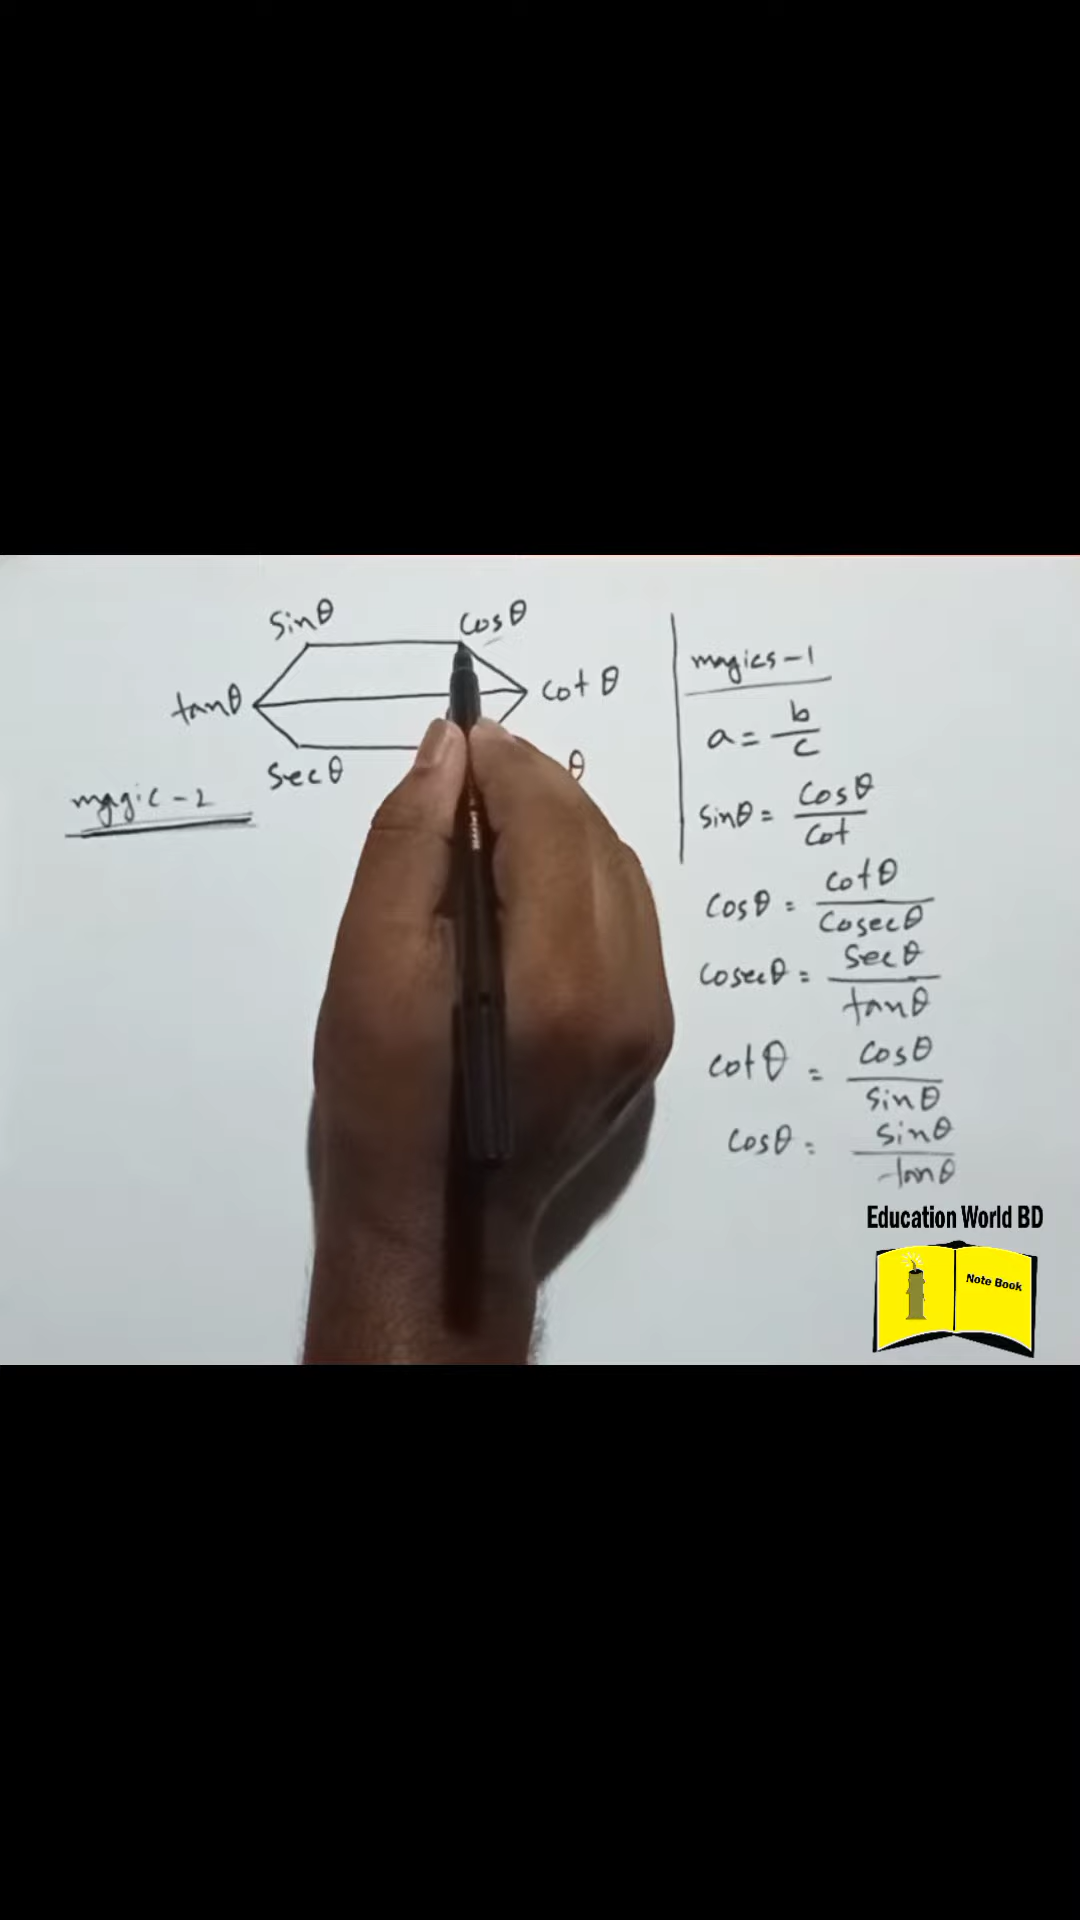 sinθ cosθ
tanθ cotθ
secθ θ
magic-2
magics-1
a = b/c
sinθ = cosθ/cot
cosθ = cotθ/cosecθ
cosecθ = secθ/tanθ
cotθ = cosθ/sinθ
cosθ = sinθ/tanθ
Education World BD
Note Book